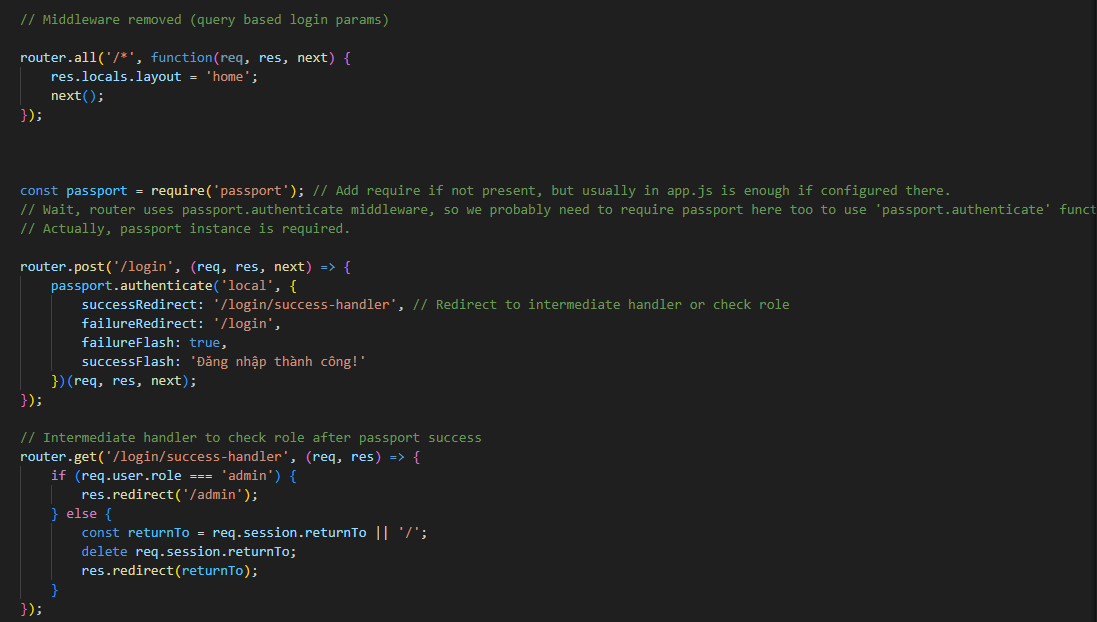 // Middleware removed (query based login params)
router.all('/*', function(req, res, next) {
    res.locals.layout = 'home';
    next();
});
const passport = require('passport'); // Add require if not present, but usually in app.js is enough if configured there.
// Wait, router uses passport.authenticate middleware, so we probably need to require passport here too to use 'passport.authenticate' funct
// Actually, passport instance is required.
router.post('/login', (req, res, next) => {
    passport.authenticate('local', {
        successRedirect: '/login/success-handler', // Redirect to intermediate handler or check role
        failureRedirect: '/login',
        failureFlash: true,
        successFlash: 'Đăng nhập thành công!'
    })(req, res, next);
});
// Intermediate handler to check role after passport success
router.get('/login/success-handler', (req, res) => {
    if (req.user.role === 'admin') {
        res.redirect('/admin');
    } else {
        const returnTo = req.session.returnTo || '/';
        delete req.session.returnTo;
        res.redirect(returnTo);
    }
});